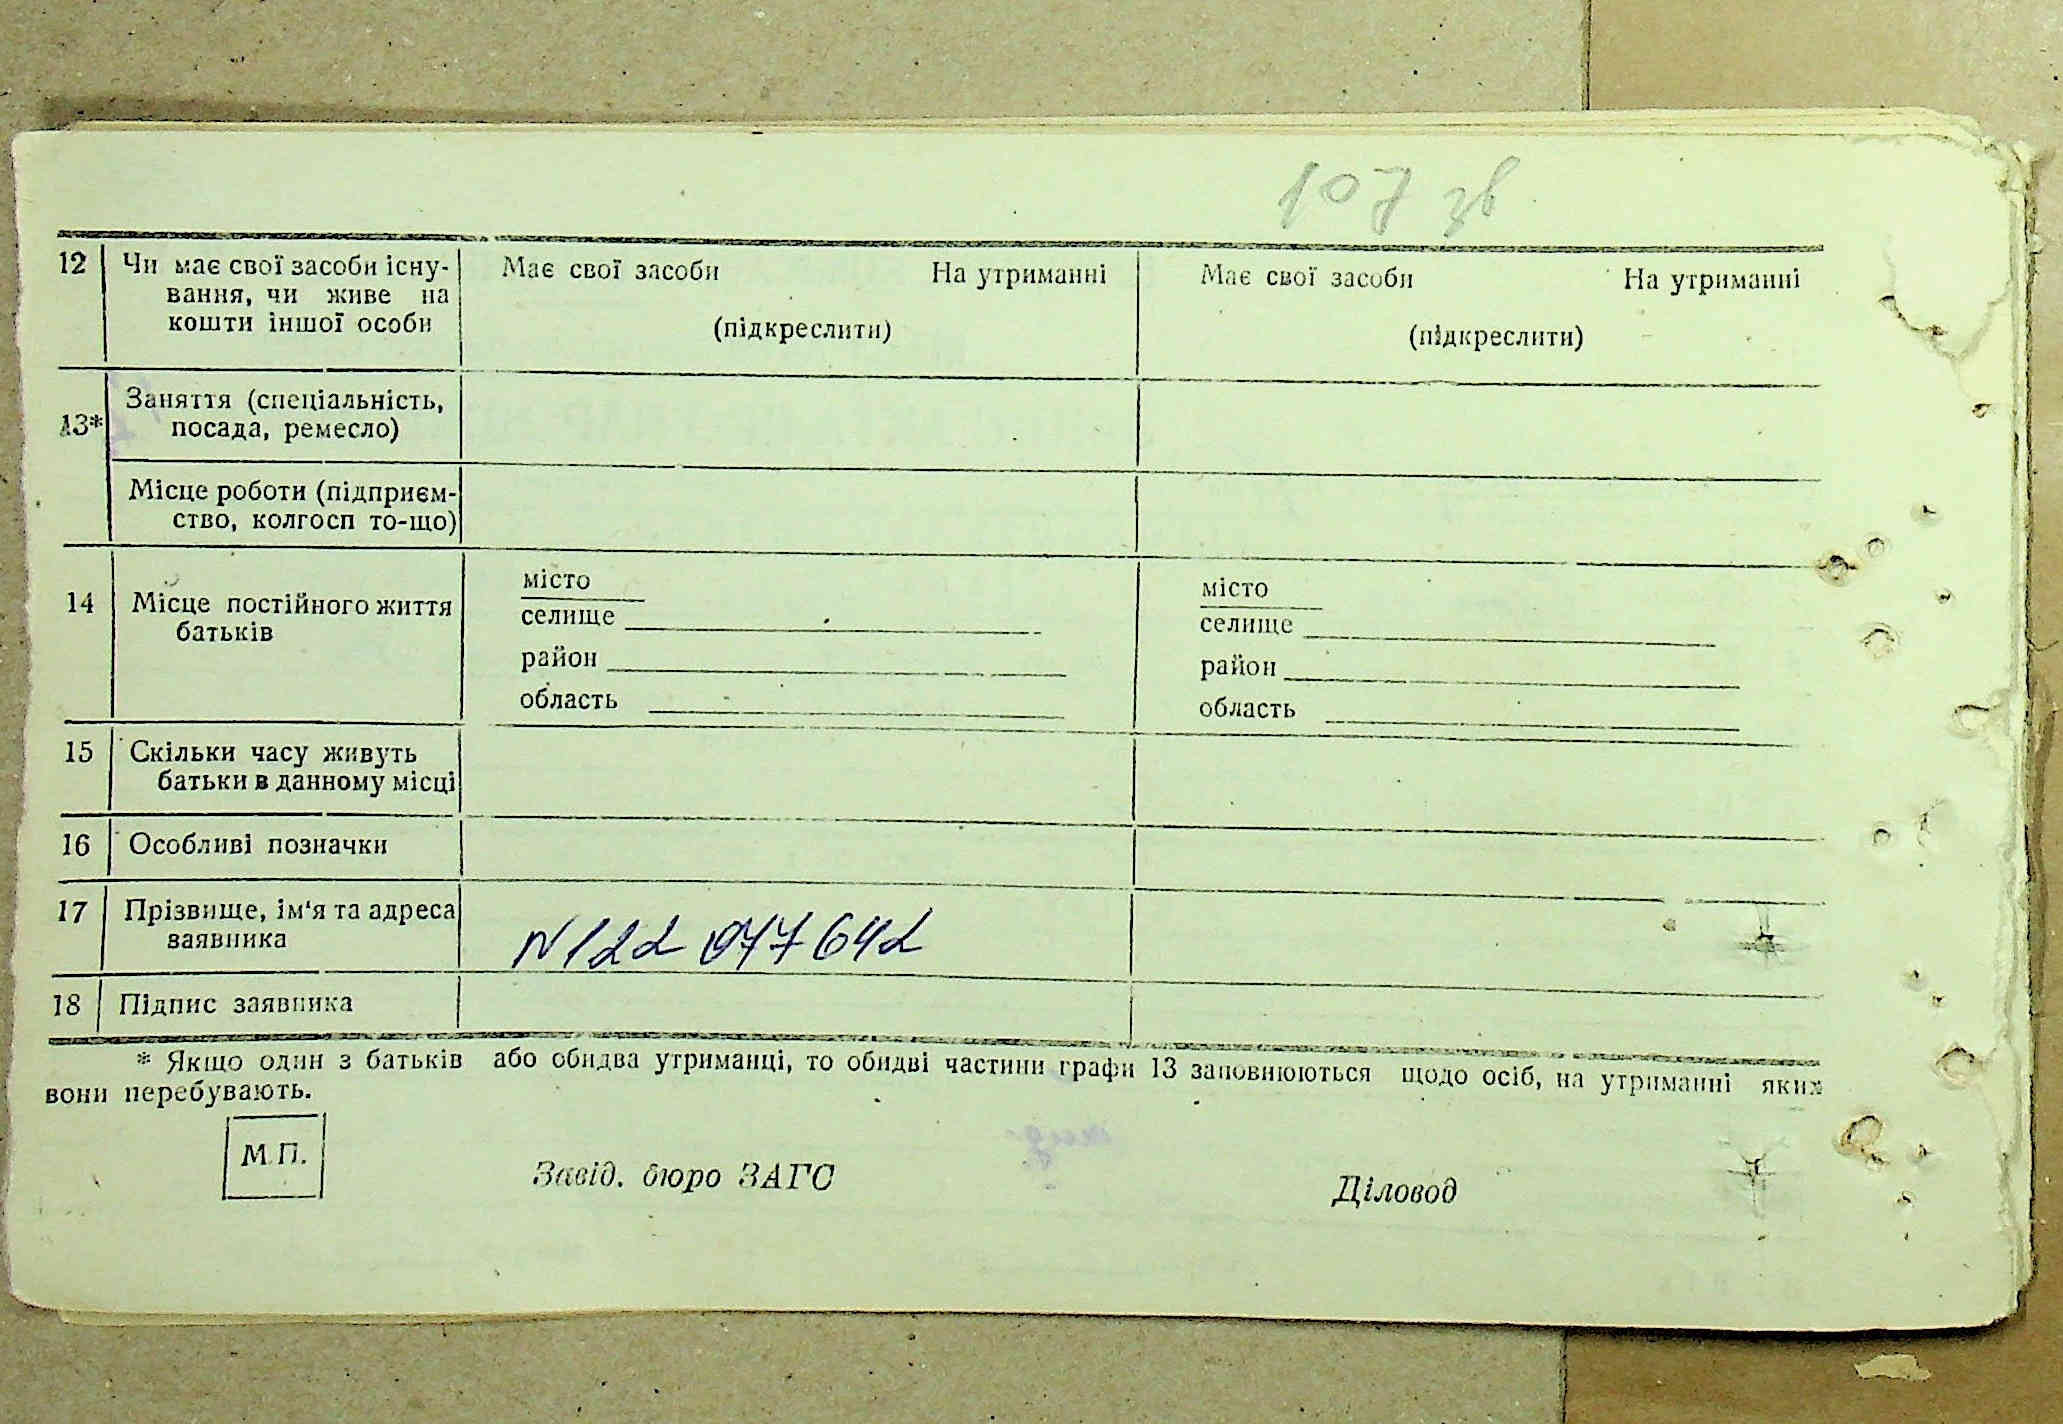 107 зв
12 Чи має свої засоби існу- Має свої засоби На утриманні Має свої засоби На утриманні
вання, чи живе на
кошти іншої особи (підкреслити) (підкреслити)
13* Заняття (спеціальність,
посада, ремесло)
Місце роботи (підприєм-
ство, колгосп то-що)
14 Місце постійного життя місто місто
батьків селище селище
район район
область область
15 Скільки часу живуть
батьки в данному місці
16 Особливі позначки
17 Прізвище, ім'я та адреса
заявника N122 077642
18 Підпис заявника
* Якщо один з батьків або обидва утриманці, то обидві частини графи 13 заповнюються щодо осіб, на утриманні яких
вони перебувають.
М.П. Завід. бюро ЗАГС Діловод